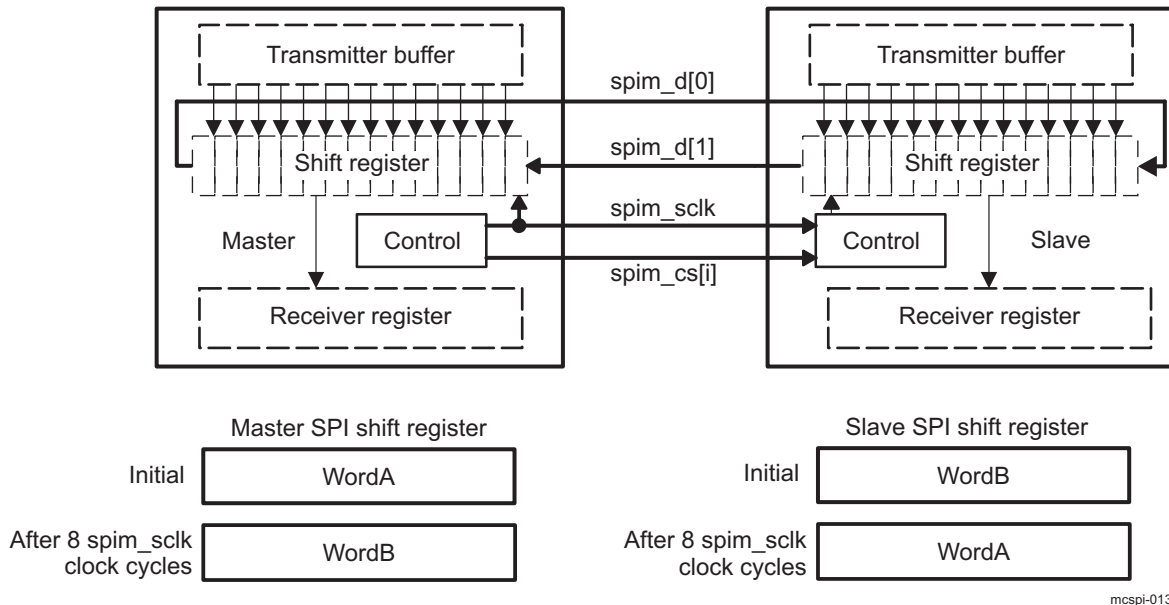 Transmitter buffer
Transmitter buffer
spim_d[0]
Shift register
spim_d[1]
Shift register
spim_sclk
Master
Control
Control
Slave
spim_cs[i]
Receiver register
Receiver register
Master SPI shift register
Slave SPI shift register
Initial
WordA
Initial
WordB
After 8 spim_sclk
clock cycles
WordB
After 8 spim_sclk
clock cycles
WordA
mcspi-013